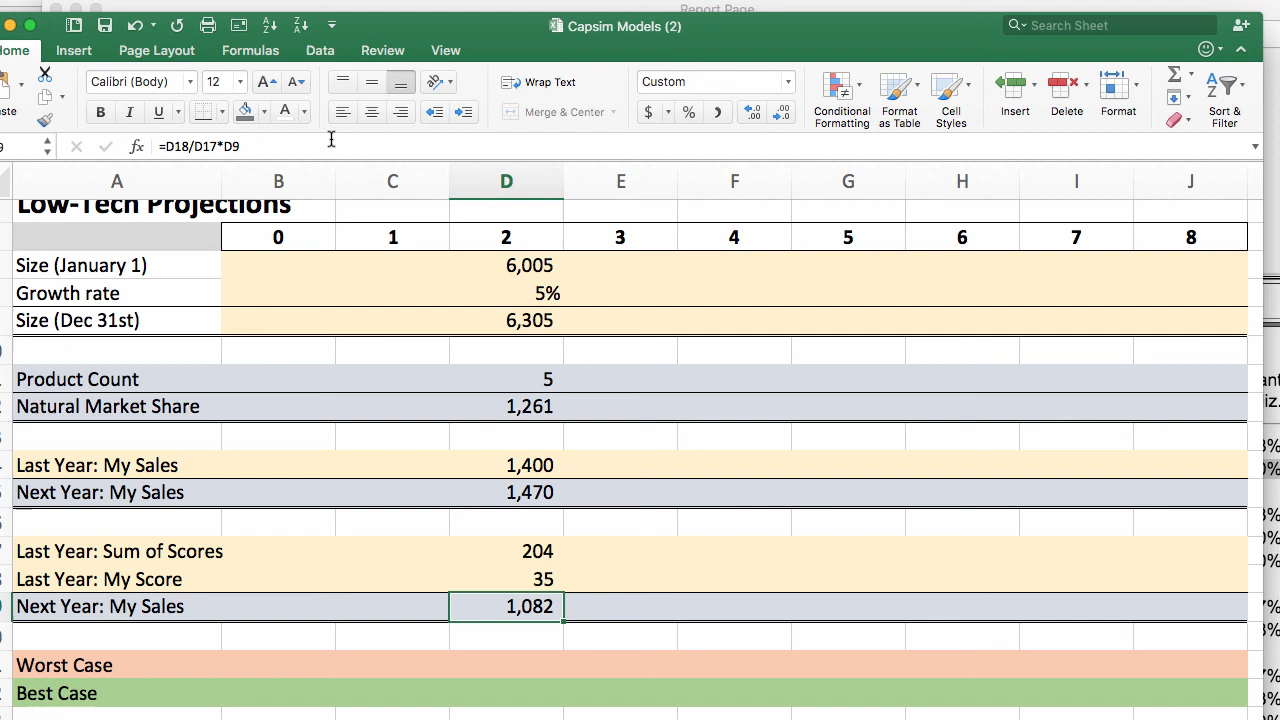 Report Page
Capsim Models (2)
Search Sheet
Home Insert Page Layout Formulas Data Review View
Calibri (Body) 12 Wrap Text Custom
Paste B I U A Merge & Center $ % Conditional Formatting Format as Table Cell Styles Insert Delete Format Sort & Filter
fx =D18/D17*D9
A B C D E F G H I J
Low-Tech Projections
0 1 2 3 4 5 6 7 8
Size (January 1) 6,005
Growth rate 5%
Size (Dec 31st) 6,305
Product Count 5
Natural Market Share 1,261
Last Year: My Sales 1,400
Next Year: My Sales 1,470
Last Year: Sum of Scores 204
Last Year: My Score 35
Next Year: My Sales 1,082
Worst Case
Best Case